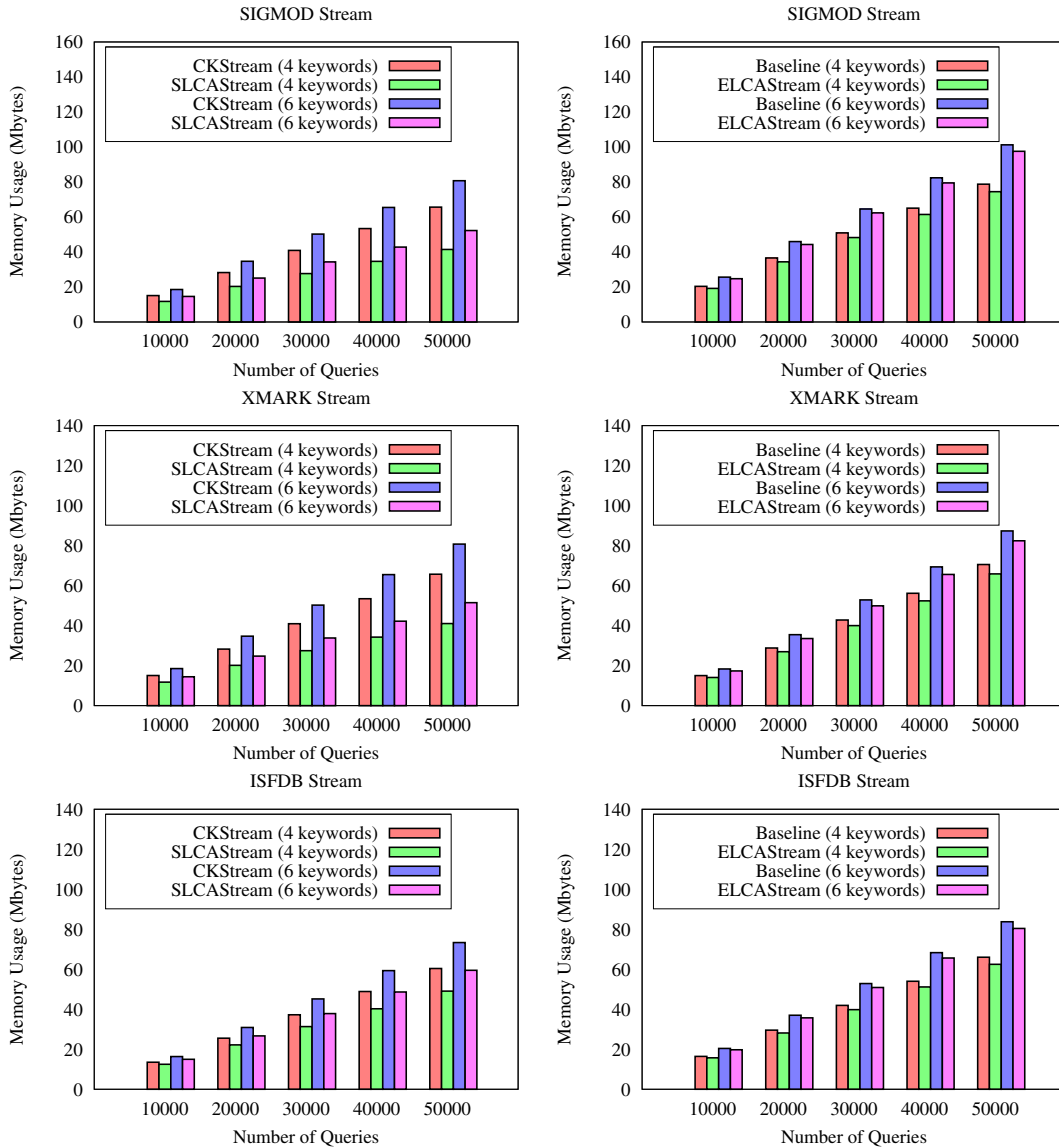 SIGMOD Stream
Memory Usage (Mbytes)
160
140
120
100
80
60
40
20
0
CKStream (4 keywords)
SLCAStream (4 keywords)
CKStream (6 keywords)
SLCAStream (6 keywords)
10000 20000 30000 40000 50000
Number of Queries
SIGMOD Stream
Memory Usage (Mbytes)
160
140
120
100
80
60
40
20
0
Baseline (4 keywords)
ELCAStream (4 keywords)
Baseline (6 keywords)
ELCAStream (6 keywords)
10000 20000 30000 40000 50000
Number of Queries
XMARK Stream
Memory Usage (Mbytes)
140
120
100
80
60
40
20
0
CKStream (4 keywords)
SLCAStream (4 keywords)
CKStream (6 keywords)
SLCAStream (6 keywords)
10000 20000 30000 40000 50000
Number of Queries
XMARK Stream
Memory Usage (Mbytes)
140
120
100
80
60
40
20
0
Baseline (4 keywords)
ELCAStream (4 keywords)
Baseline (6 keywords)
ELCAStream (6 keywords)
10000 20000 30000 40000 50000
Number of Queries
ISFDB Stream
Memory Usage (Mbytes)
140
120
100
80
60
40
20
0
CKStream (4 keywords)
SLCAStream (4 keywords)
CKStream (6 keywords)
SLCAStream (6 keywords)
10000 20000 30000 40000 50000
Number of Queries
ISFDB Stream
Memory Usage (Mbytes)
140
120
100
80
60
40
20
0
Baseline (4 keywords)
ELCAStream (4 keywords)
Baseline (6 keywords)
ELCAStream (6 keywords)
10000 20000 30000 40000 50000
Number of Queries